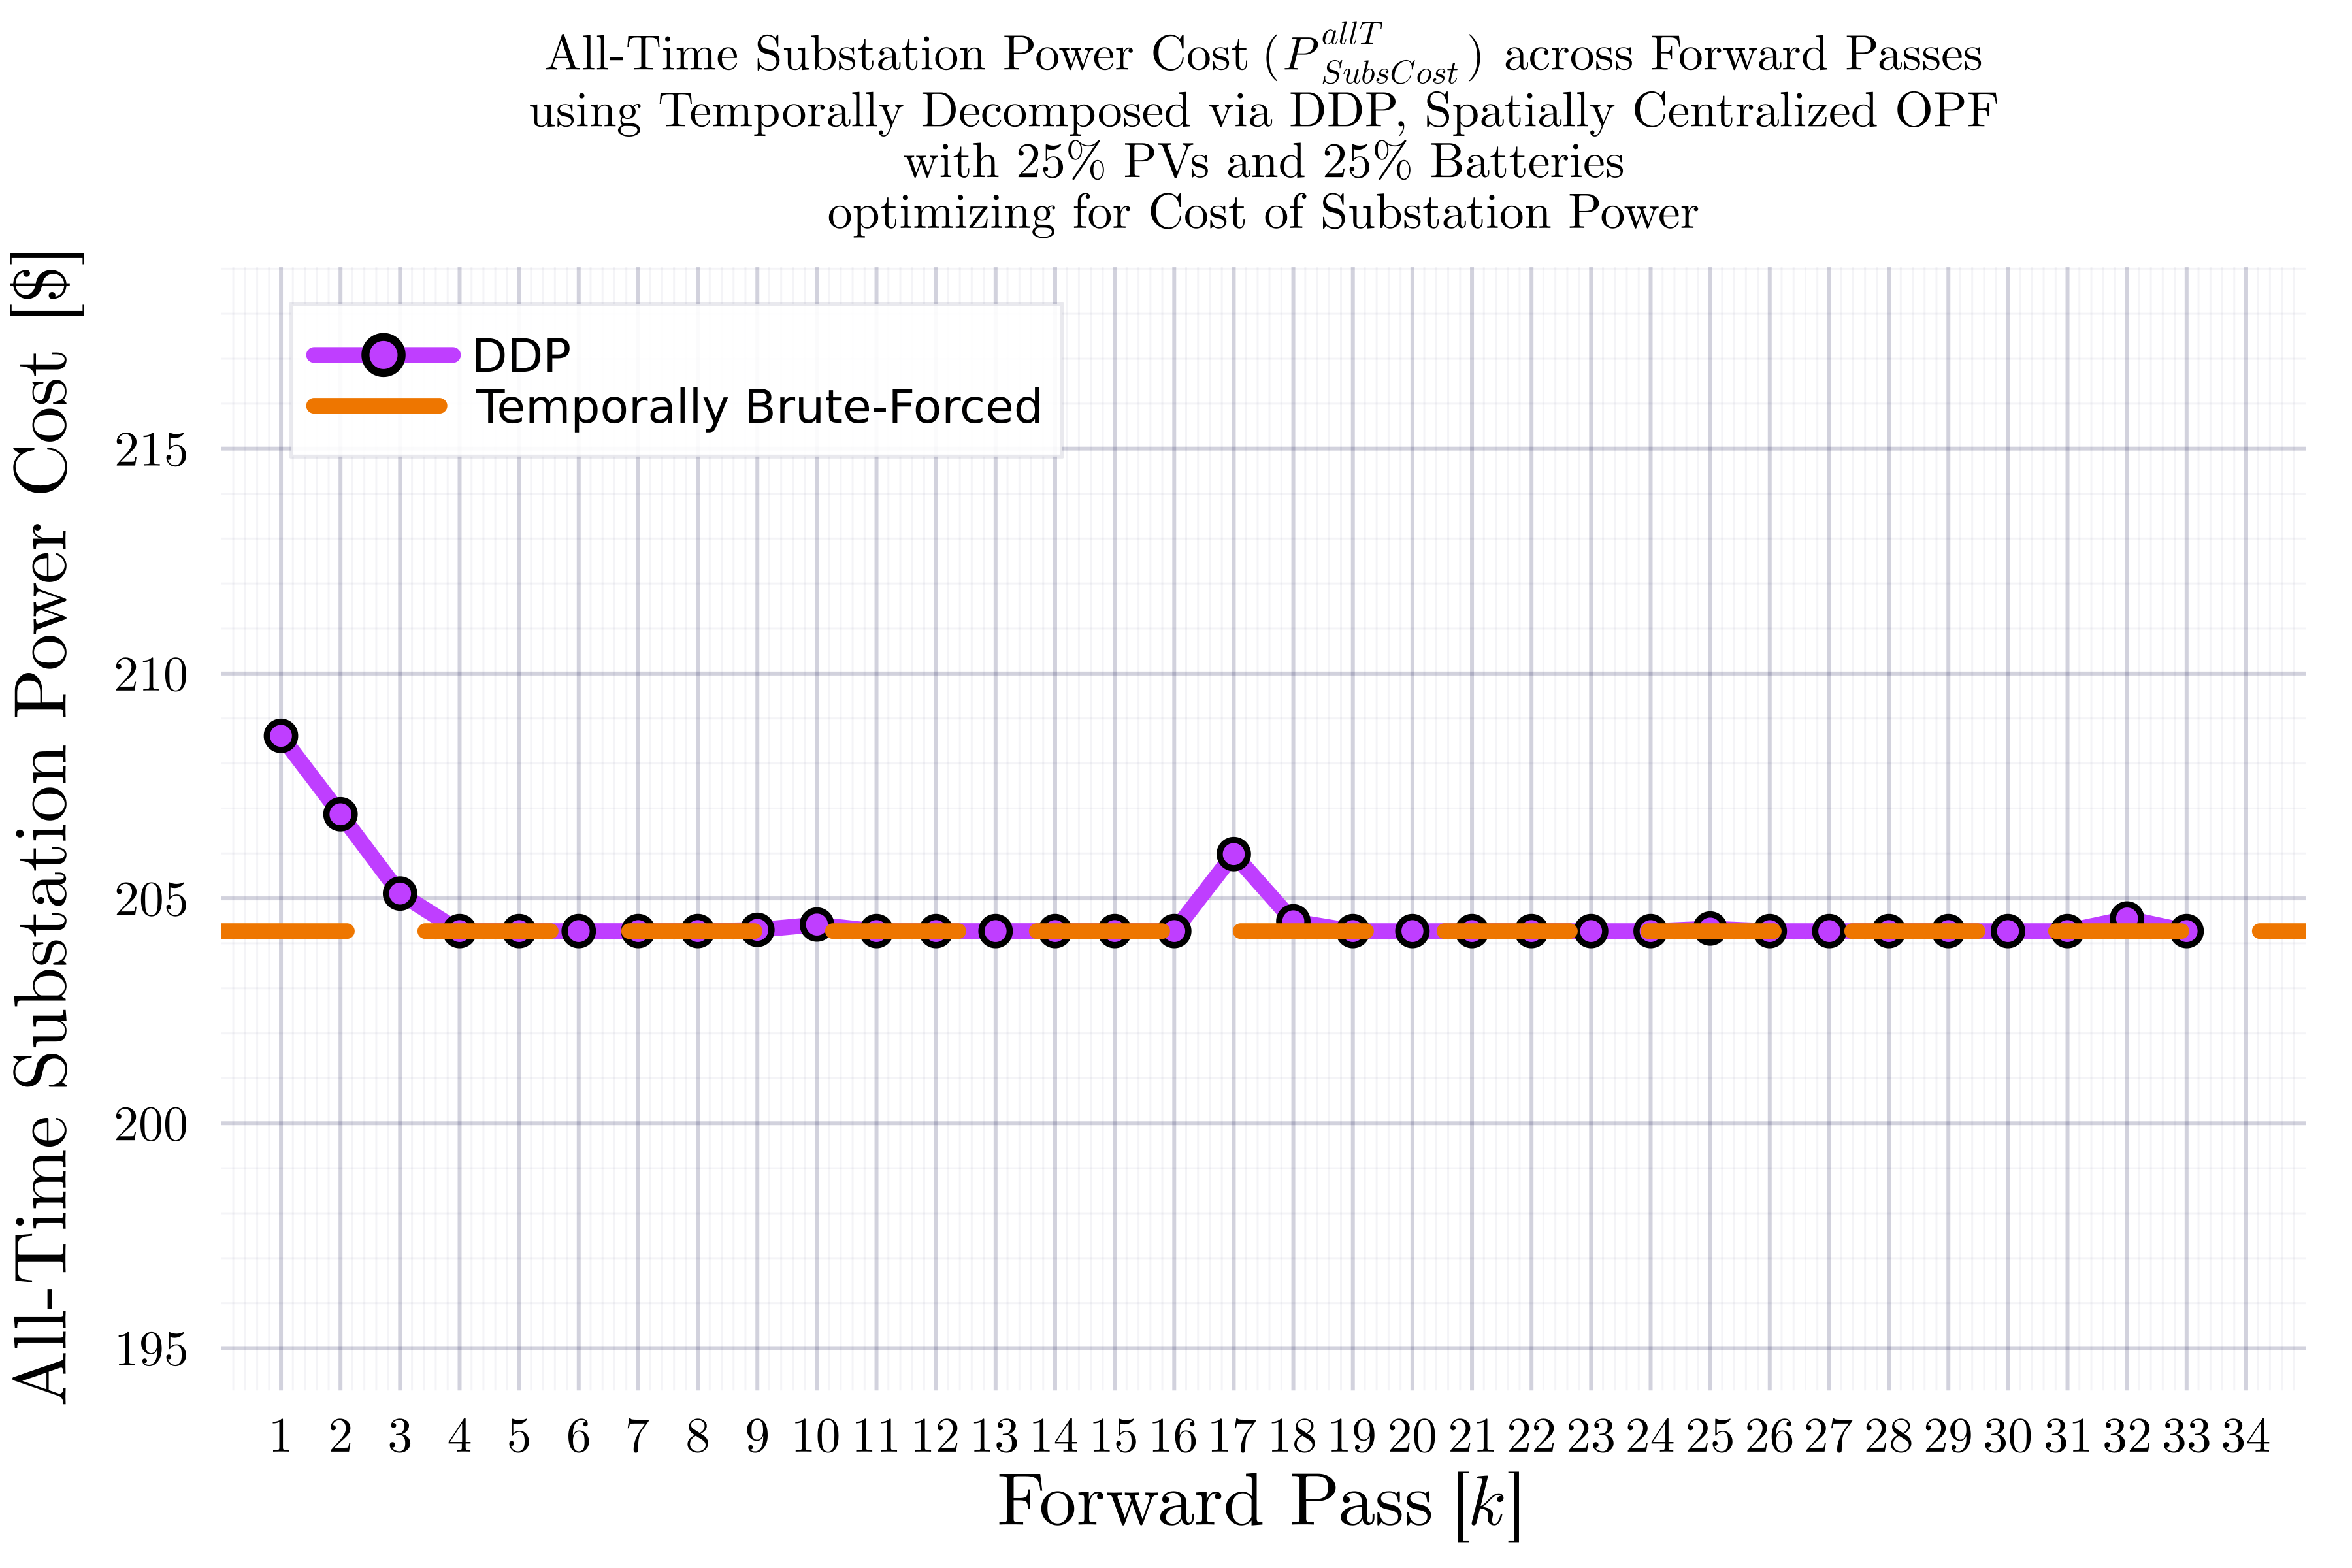 All-Time Substation Power Cost (P^{allT}_{SubsCost}) across Forward Passes
using Temporally Decomposed via DDP, Spatially Centralized OPF
with 25% PVs and 25% Batteries
optimizing for Cost of Substation Power
All-Time Substation Power Cost [$]
DDP
Temporally Brute-Forced
215
210
205
200
195
1 2 3 4 5 6 7 8 9 10 11 12 13 14 15 16 17 18 19 20 21 22 23 24 25 26 27 28 29 30 31 32 33 34
Forward Pass [k]